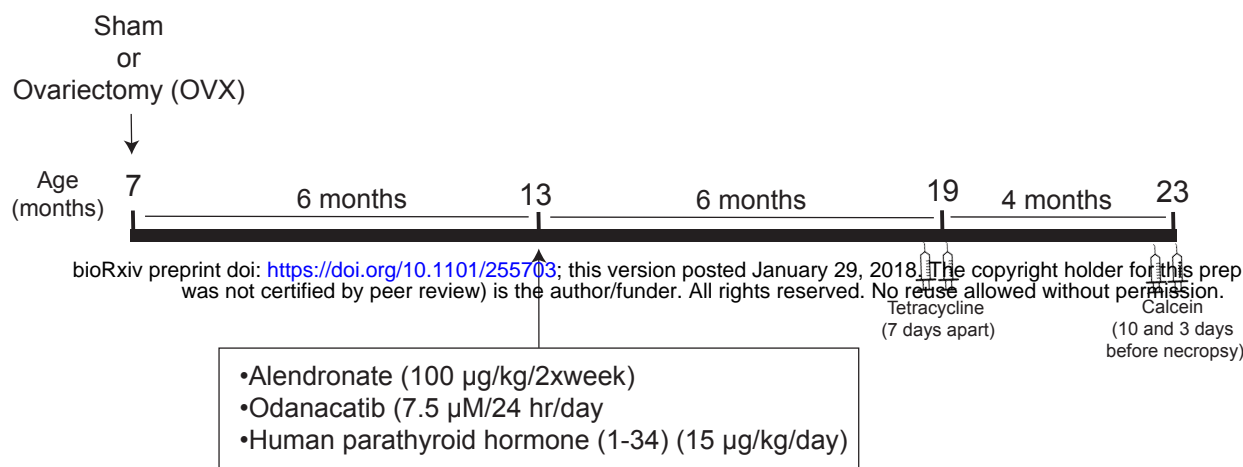 Sham
or
Ovariectomy (OVX)
Age
(months)
7
6 months
13
6 months
19
4 months
23
bioRxiv preprint doi: https://doi.org/10.1101/255703; this version posted January 29, 2018. The copyright holder for this prep
was not certified by peer review) is the author/funder. All rights reserved. No reuse allowed without permission.
Tetracycline
(7 days apart)
Calcein
(10 and 3 days
before necropsy)
•Alendronate (100 µg/kg/2xweek)
•Odanacatib (7.5 µM/24 hr/day
•Human parathyroid hormone (1-34) (15 µg/kg/day)